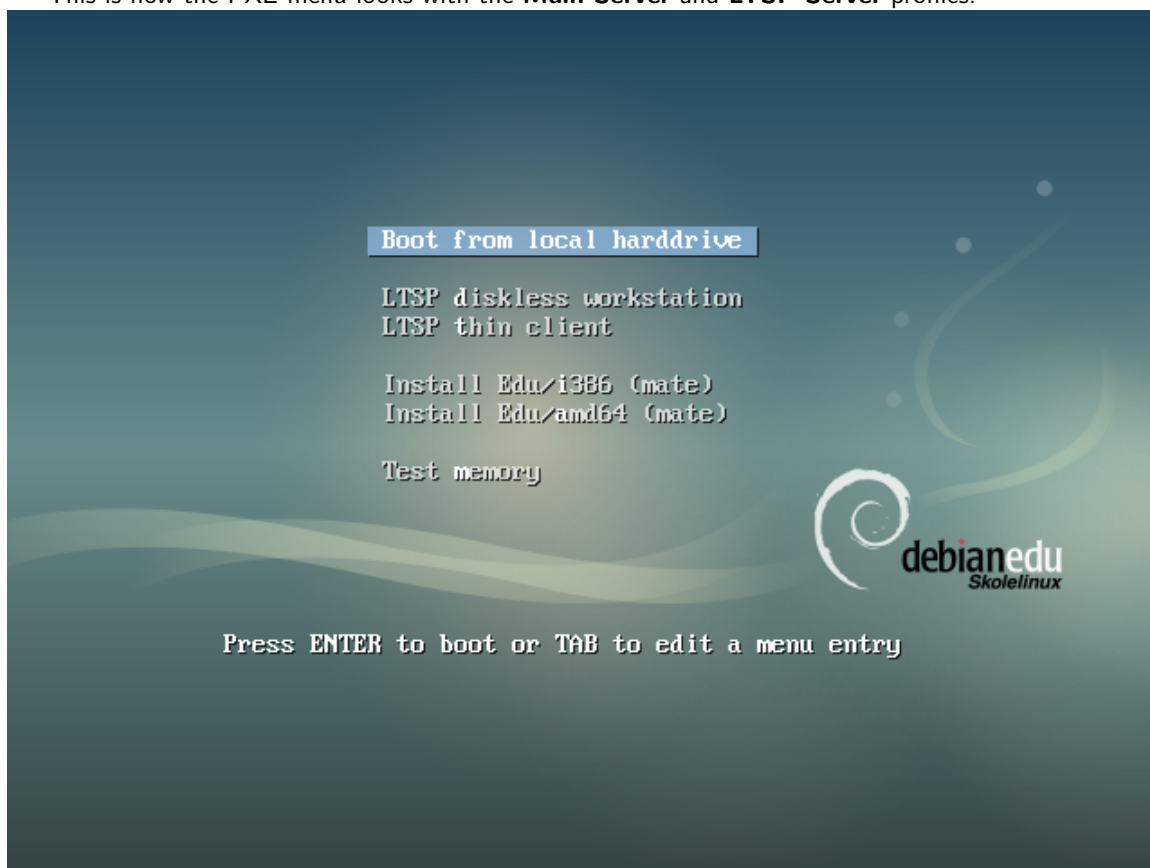 This is how the PXE menu looks with the Main Server and LTSP Server profiles:
Boot from local harddrive
LTSP diskless workstation
LTSP thin client
Install Edu/i386 (mate)
Install Edu/amd64 (mate)
Test memory
debianedu
Skolelinux
Press ENTER to boot or TAB to edit a menu entry